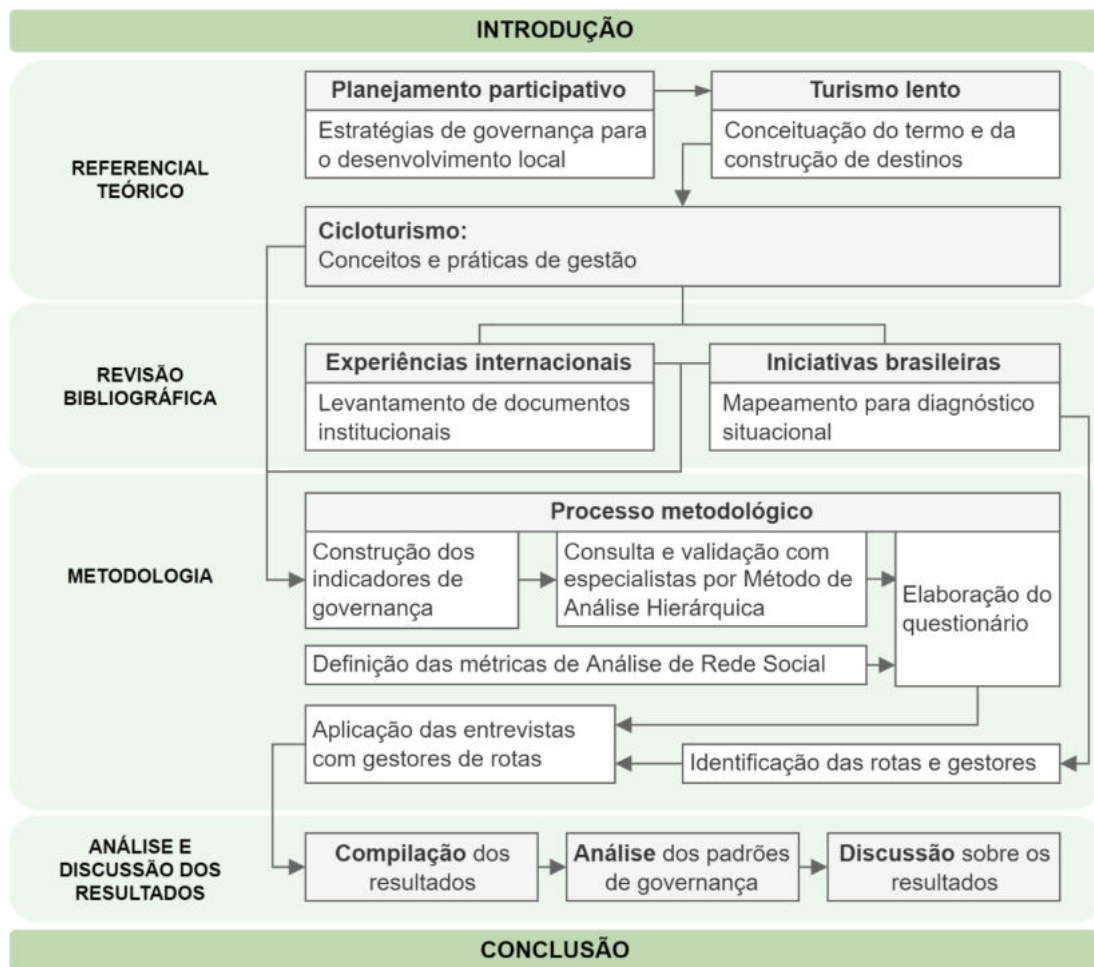 INTRODUÇÃO
REFERENCIAL
TEÓRICO
Planejamento participativo
Estratégias de governança para
o desenvolvimento local
Turismo lento
Conceituação do termo e da
construção de destinos
Cicloturismo:
Conceitos e práticas de gestão
REVISÃO
BIBLIOGRÁFICA
Experiências internacionais
Levantamento de documentos
institucionais
Iniciativas brasileiras
Mapeamento para diagnóstico
situacional
METODOLOGIA
Processo metodológico
Construção dos
indicadores de
governança
Consulta e validação com
especialistas por Método de
Análise Hierárquica
Elaboração do
questionário
Definição das métricas de Análise de Rede Social
Aplicação das entrevistas
com gestores de rotas
Identificação das rotas e gestores
ANÁLISE E
DISCUSSÃO DOS
RESULTADOS
Compilação dos
resultados
Análise dos padrões
de governança
Discussão sobre os
resultados
CONCLUSÃO